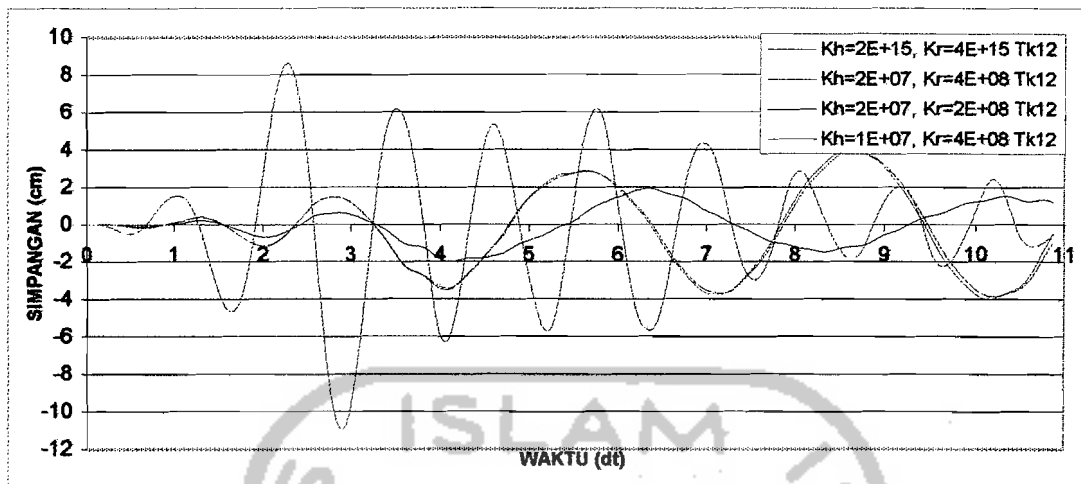 10
8
6
4
2
0
-2
-4
-6
-8
-10
-12
SIMPANGAN (cm)
Kh=2E+15, Kr=4E+15 Tk12
Kh=2E+07, Kr=4E+08 Tk12
Kh=2E+07, Kr=2E+08 Tk12
Kh=1E+07, Kr=4E+08 Tk12
1 2 3 4 5 6 7 8 9 10 11
ISLAM
WAKTU (dt)